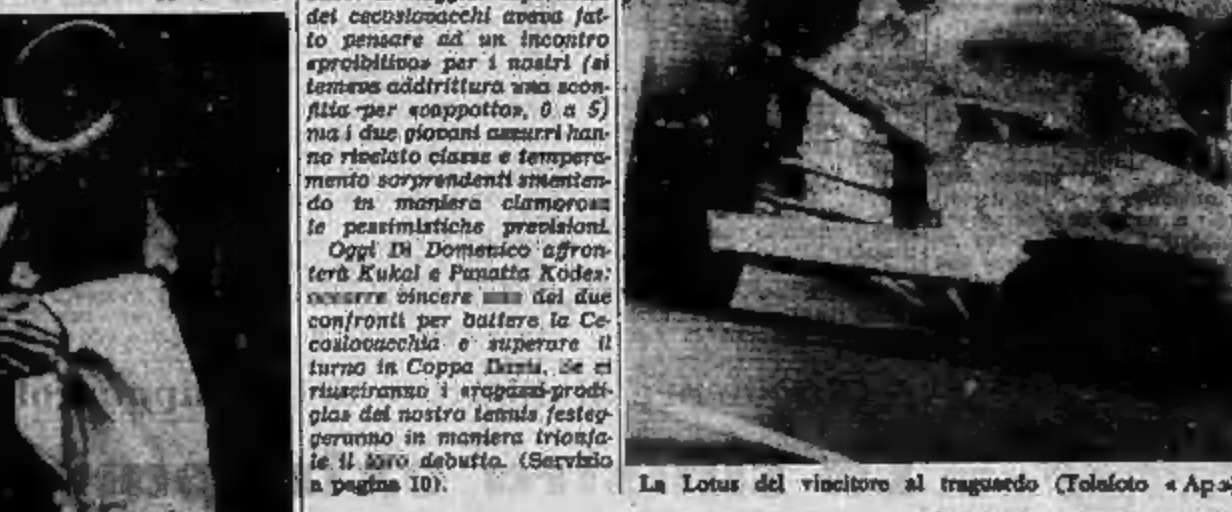 dei cecoslovacchi aveva fat-
to pensare ad un incontro
«proibitivo» per i nostri (si
temeva addirittura una scon-
fitta per «cappotto», 0 a 5)
ma i due giovani azzurri han-
no rivelato classe e tempera-
mento sorprendenti smenten-
do in maniera clamorosa
le pessimistiche previsioni.
Oggi Di Domenico affron-
terà Kukal e Panatta Kodes:
occorre vincere uno dei due
confronti per battere la Ce-
coslovacchia e superare il
turno in Coppa Davis. Se ci
riusciranno i «ragazzi-prodi-
gio» del nostro tennis festeg-
geranno in maniera trionfa-
le il loro debutto. (Servizio
a pagina 10).
La Lotus del vincitore al traguardo (Telefoto «Ap»